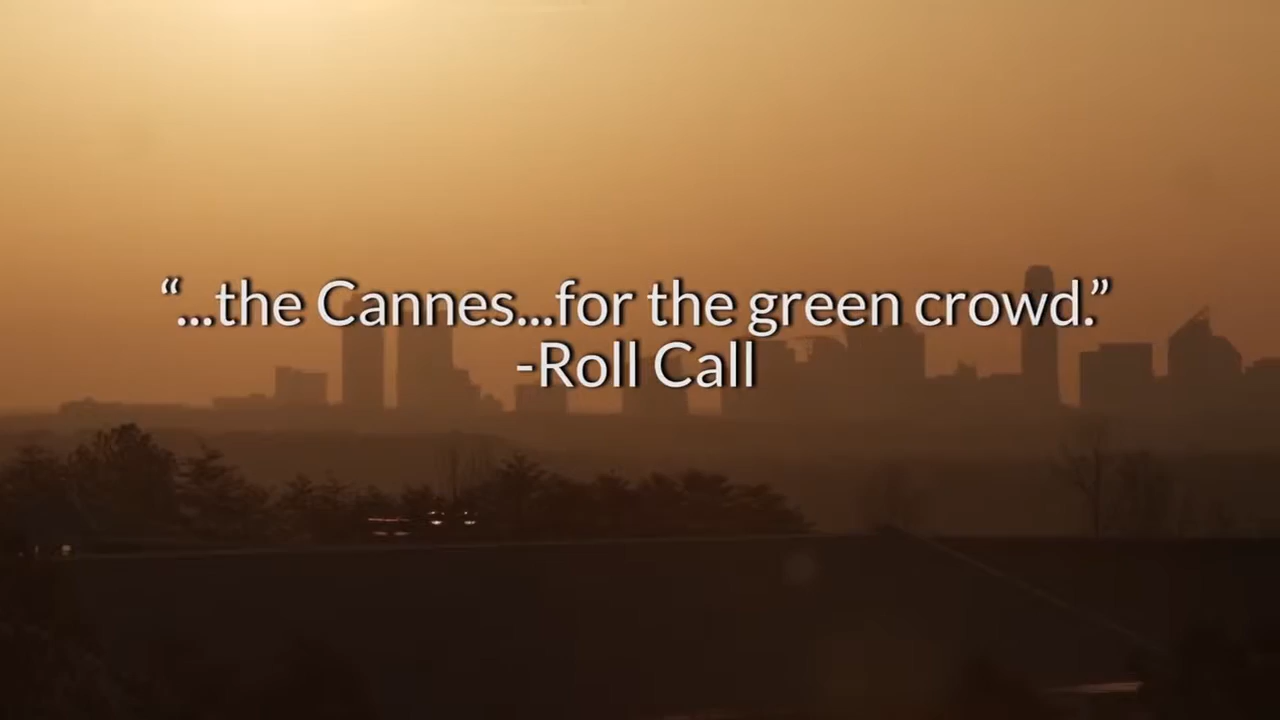 “...the Cannes...for the green crowd.”
-Roll Call